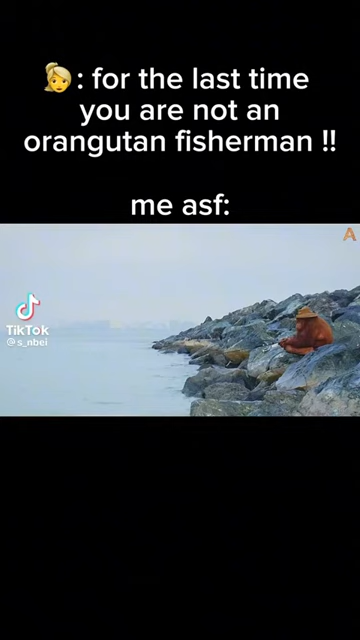 👱‍♀️: for the last time
you are not an
orangutan fisherman !!
me asf:
A
TikTok
@s_nbei